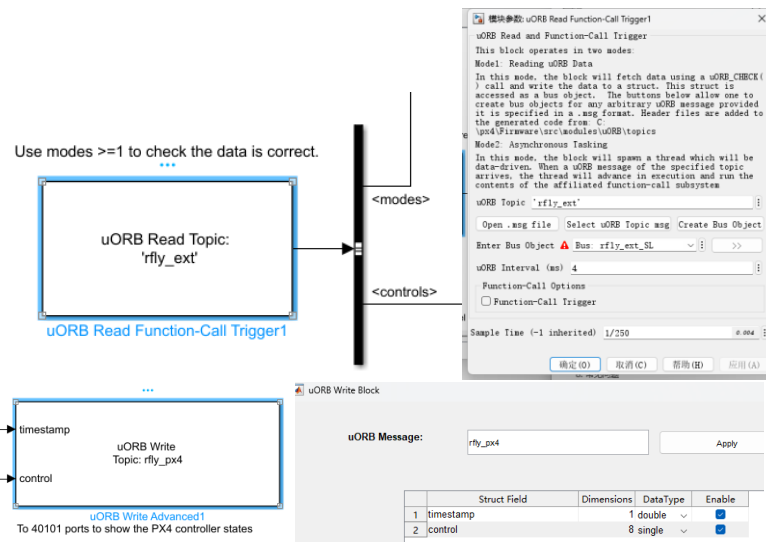 Use modes >=1 to check the data is correct.
uORB Read Topic:
'rfly_ext'
uORB Read Function-Call Trigger1
<modes>
<controls>
模块参数: uORB Read Function-Call Trigger1
uORB Read and Function-Call Trigger
This block operates in two modes:
Mode1: Reading uORB Data
In this mode, the block will fetch data using a uORB_CHECK(
) call and write the data to a struct. This struct is
accessed as a bus object.  The buttons below allow one to
create bus objects for any arbitrary uORB message provided
it is specified in a .msg format. Header files are added to
the generated code from: C:
\px4\Firmware\src\modules\uORB\topics
Mode2: Asynchronous Tasking
In this mode, the block will spawn a thread which will be
data-driven. When a uORB message of the specified topic
arrives, the thread will advance in execution and run the
contents of the affiliated function-call subsystem
uORB Topic 'rfly_ext'
Open .msg file Select uORB Topic msg Create Bus Object
Enter Bus Object Bus: rfly_ext_SL >>
uORB Interval (ms) 4
Function-Call Options
Function-Call Trigger
Sample Time (-1 inherited) 1/250 0.004
确定(O) 取消(C) 帮助(H) 应用(A)
timestamp
control
uORB Write
Topic: rfly_px4
uORB Write Advanced1
To 40101 ports to show the PX4 controller states
uORB Write Block
uORB Message: rfly_px4 Apply
Struct Field Dimensions DataType Enable
1 timestamp 1 double
2 control 8 single